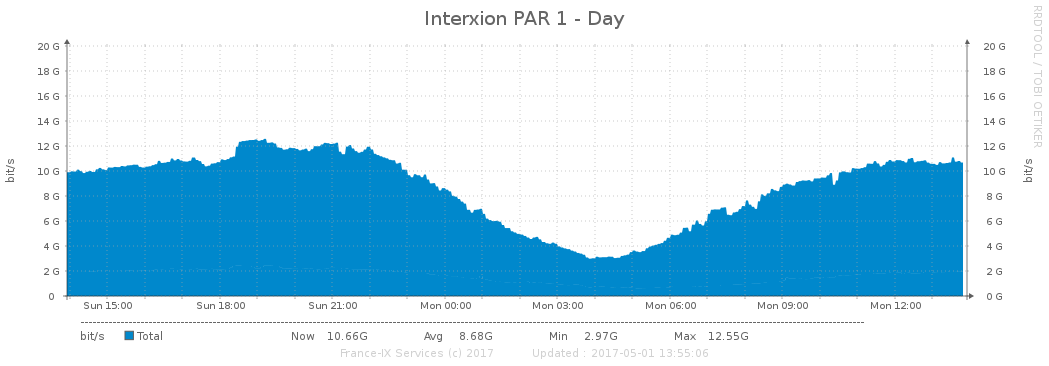 Interxion PAR 1 - Day
RRDTOOL / TOBI OETIKER
bit/s
20 G 20 G
18 G 18 G
16 G 16 G
14 G 14 G
12 G 12 G
10 G 10 G
8 G 8 G
6 G 6 G
4 G 4 G
2 G 2 G
0 0 G
bit/s
Sun 15:00 Sun 18:00 Sun 21:00 Mon 00:00 Mon 03:00 Mon 06:00 Mon 09:00 Mon 12:00
bit/s Total Now 10.66G Avg 8.68G Min 2.97G Max 12.55G
France-IX Services (c) 2017 Updated : 2017-05-01 13:55:06